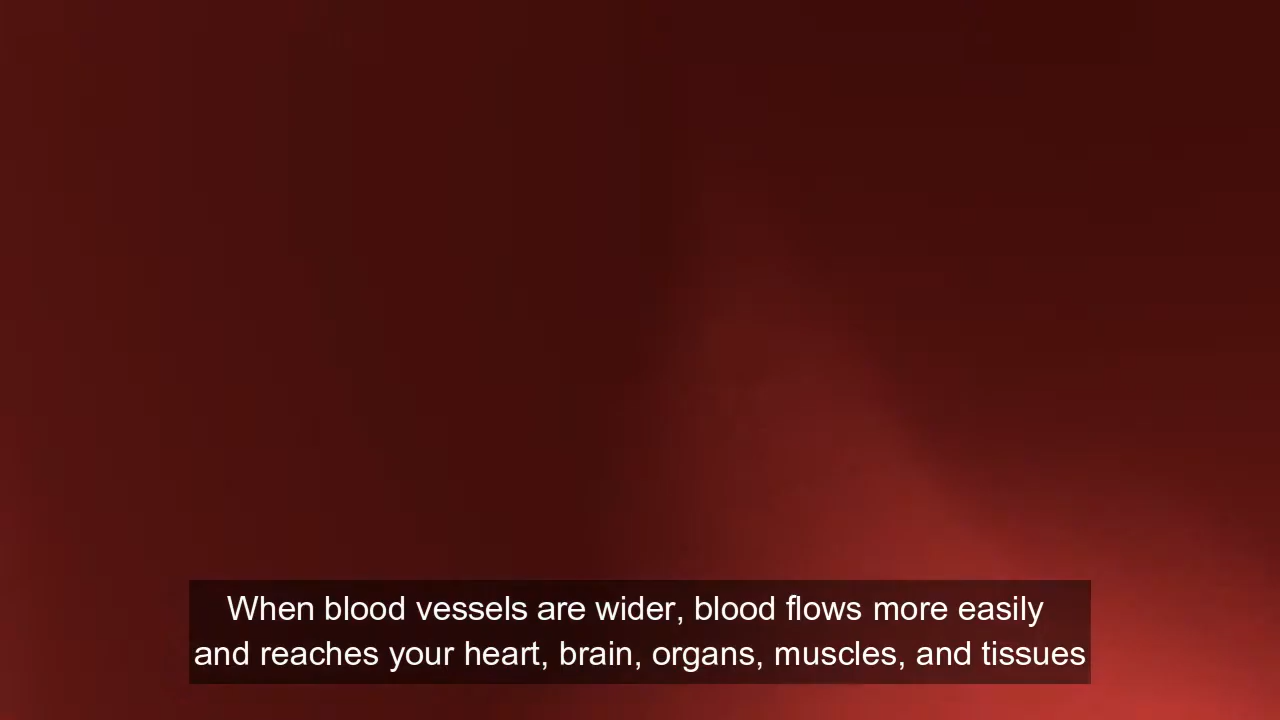 When blood vessels are wider, blood flows more easily
and reaches your heart, brain, organs, muscles, and tissues